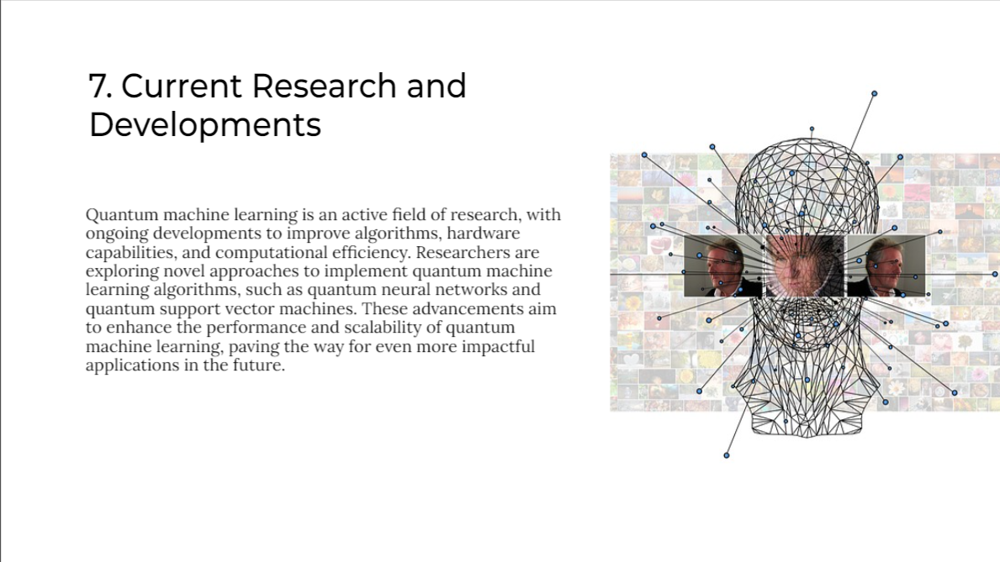 7. Current Research and
Developments
Quantum machine learning is an active field of research, with
ongoing developments to improve algorithms, hardware
capabilities, and computational efficiency. Researchers are
exploring novel approaches to implement quantum machine
learning algorithms, such as quantum neural networks and
quantum support vector machines. These advancements aim
to enhance the performance and scalability of quantum
machine learning, paving the way for even more impactful
applications in the future.